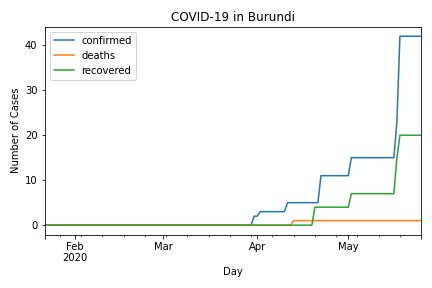 COVID-19 in Burundi
confirmed
deaths
recovered
40
30
20
10
0
Number of Cases
Feb
2020
Mar
Apr
May
Day